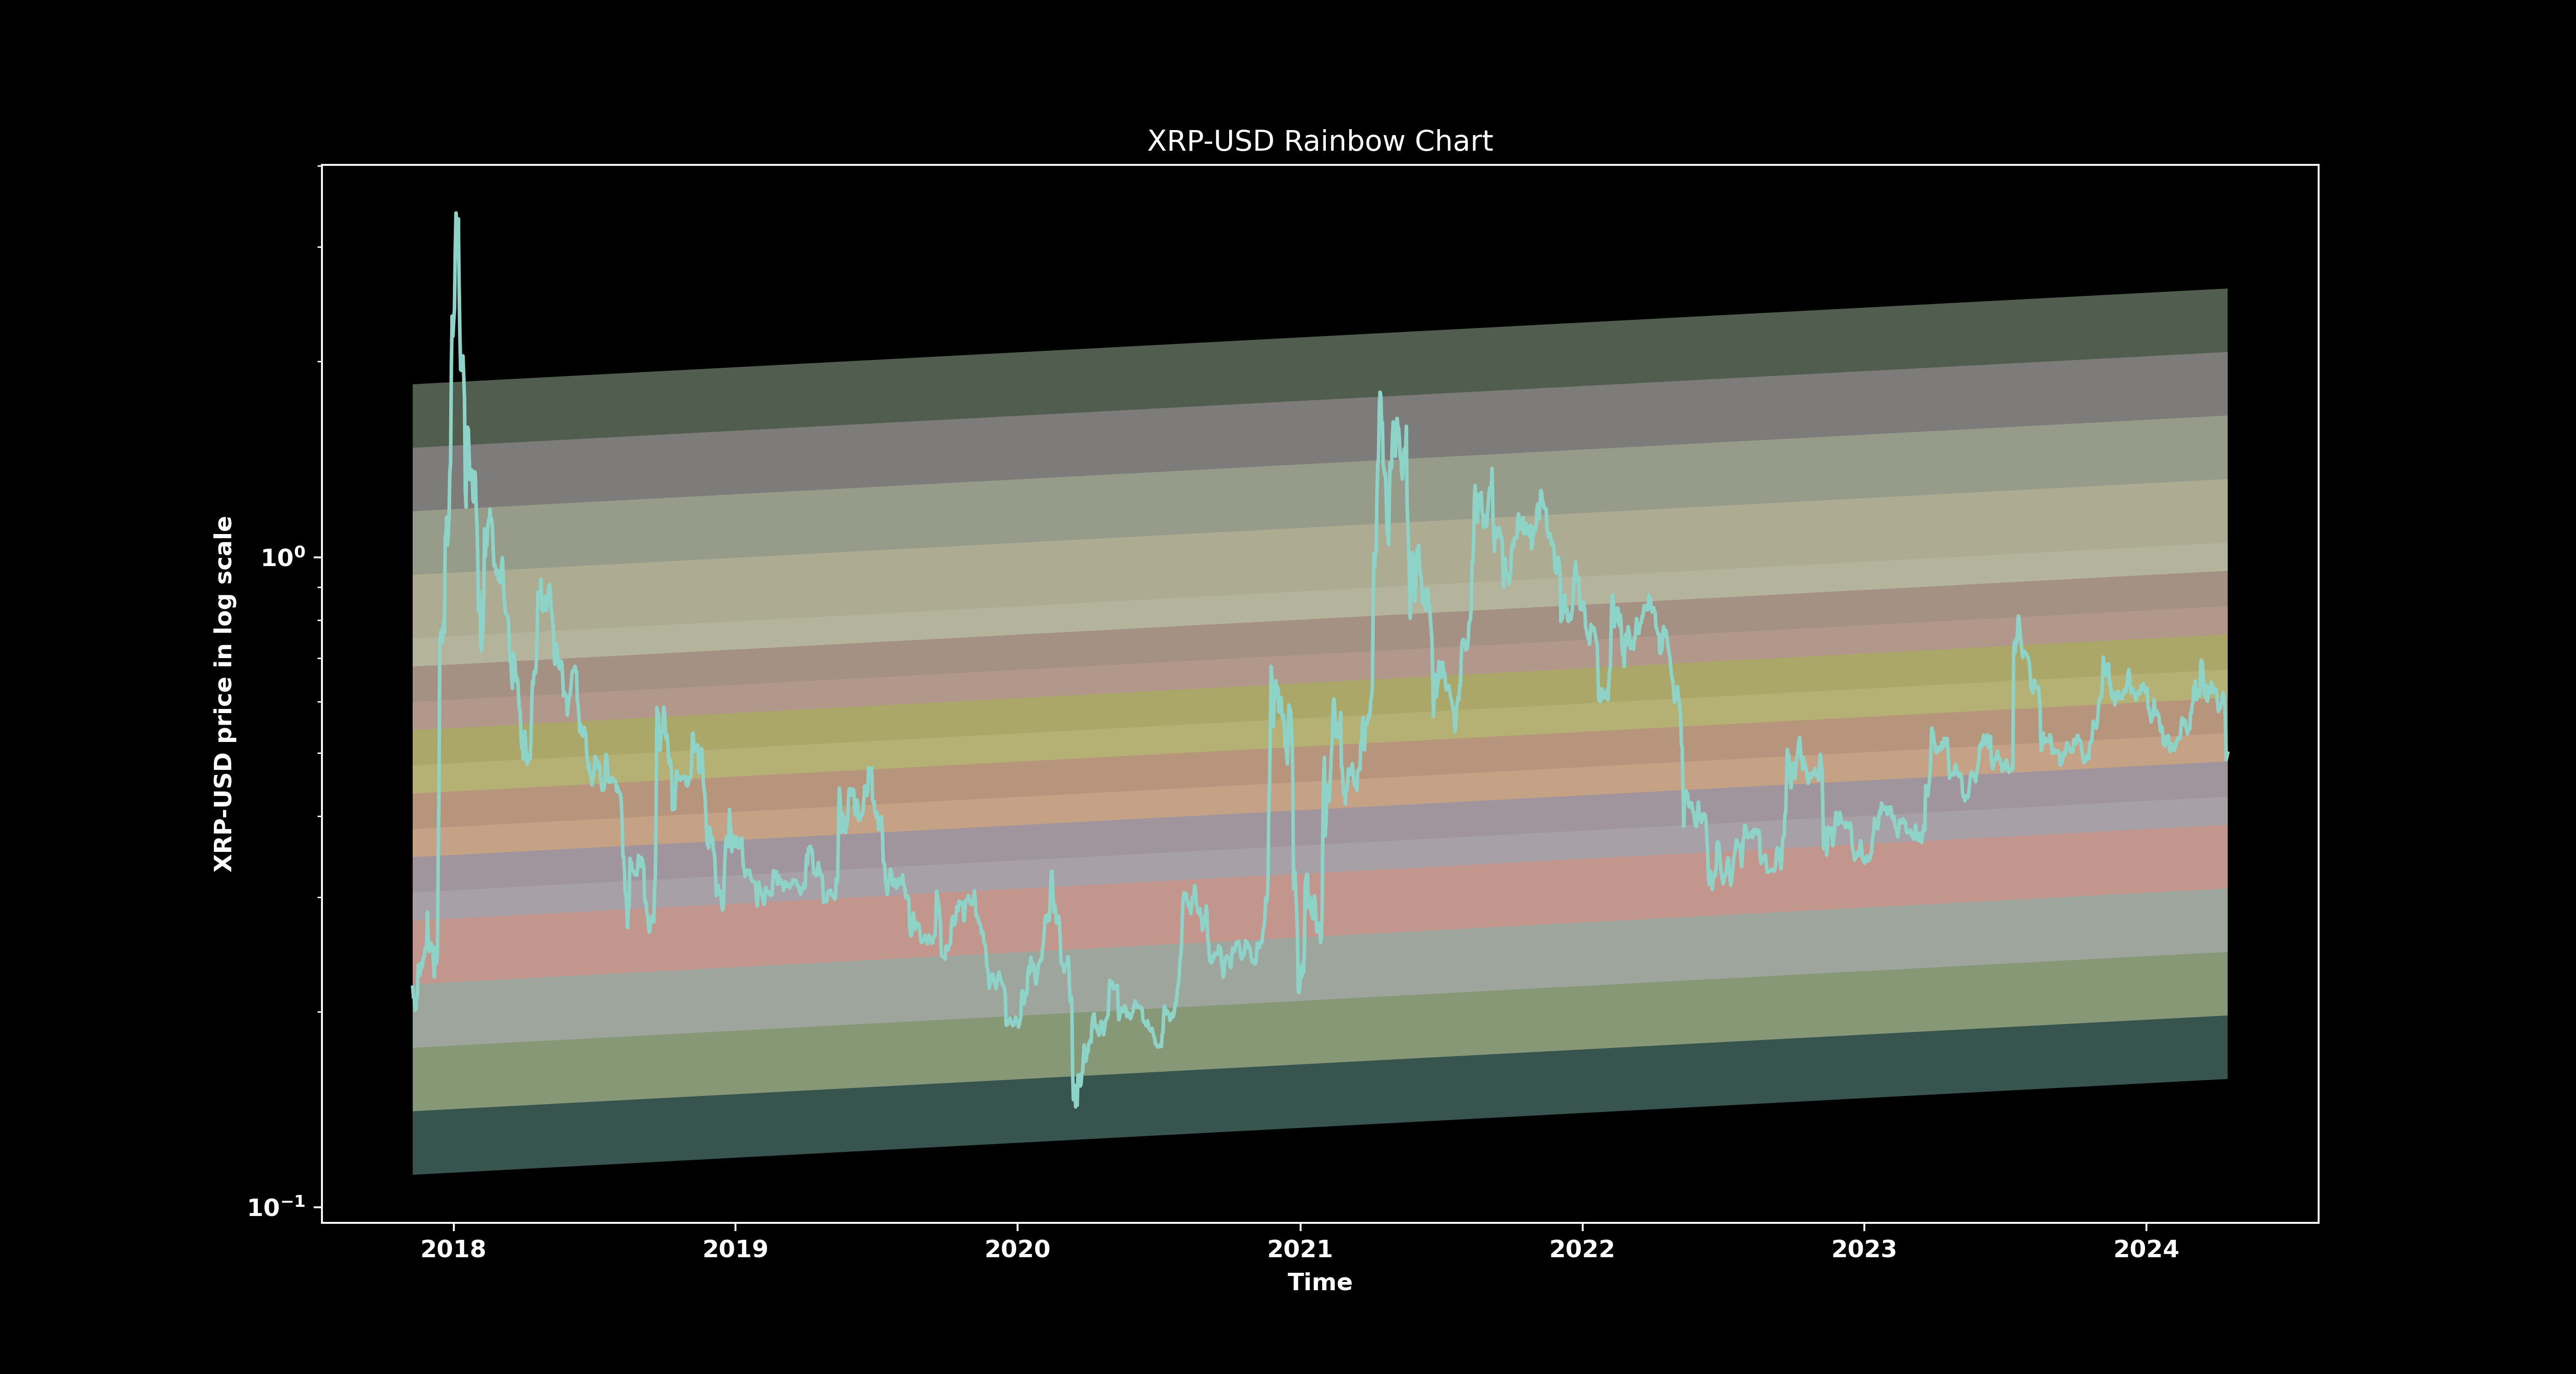 XRP-USD Rainbow Chart
XRP-USD price in log scale
10⁰
10⁻¹
2018 2019 2020 2021 2022 2023 2024
Time